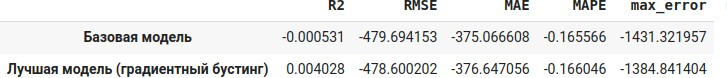 R2 RMSE MAE MAPE max_error
Базовая модель -0.000531 -479.694153 -375.066608 -0.165566 -1431.321957
Лучшая модель (градиентный бустинг) 0.004028 -478.600202 -376.647056 -0.166046 -1384.841404